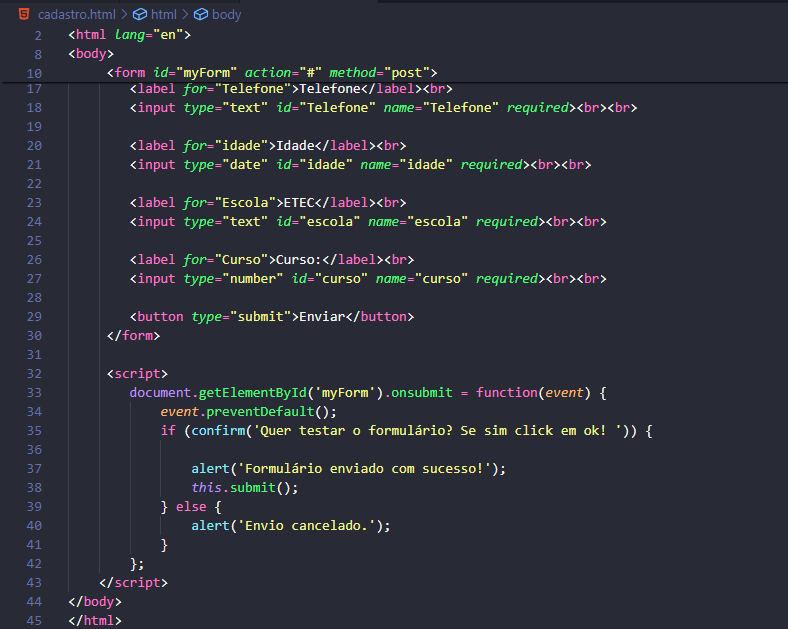 cadastro.html > html > body
2 <html lang="en">
8 <body>
10 <form id="myForm" action="#" method="post">
17 <label for="Telefone">Telefone</label><br>
18 <input type="text" id="Telefone" name="Telefone" required><br><br>
19
20 <label for="idade">Idade</label><br>
21 <input type="date" id="idade" name="idade" required><br><br>
22
23 <label for="Escola">ETEC</label><br>
24 <input type="text" id="escola" name="escola" required><br><br>
25
26 <label for="Curso">Curso:</label><br>
27 <input type="number" id="curso" name="curso" required><br><br>
28
29 <button type="submit">Enviar</button>
30 </form>
31
32 <script>
33 document.getElementById('myForm').onsubmit = function(event) {
34 event.preventDefault();
35 if (confirm('Quer testar o formulário? Se sim click em ok! ')) {
36
37 alert('Formulário enviado com sucesso!');
38 this.submit();
39 } else {
40 alert('Envio cancelado.');
41 }
42 };
43 </script>
44 </body>
45 </html>